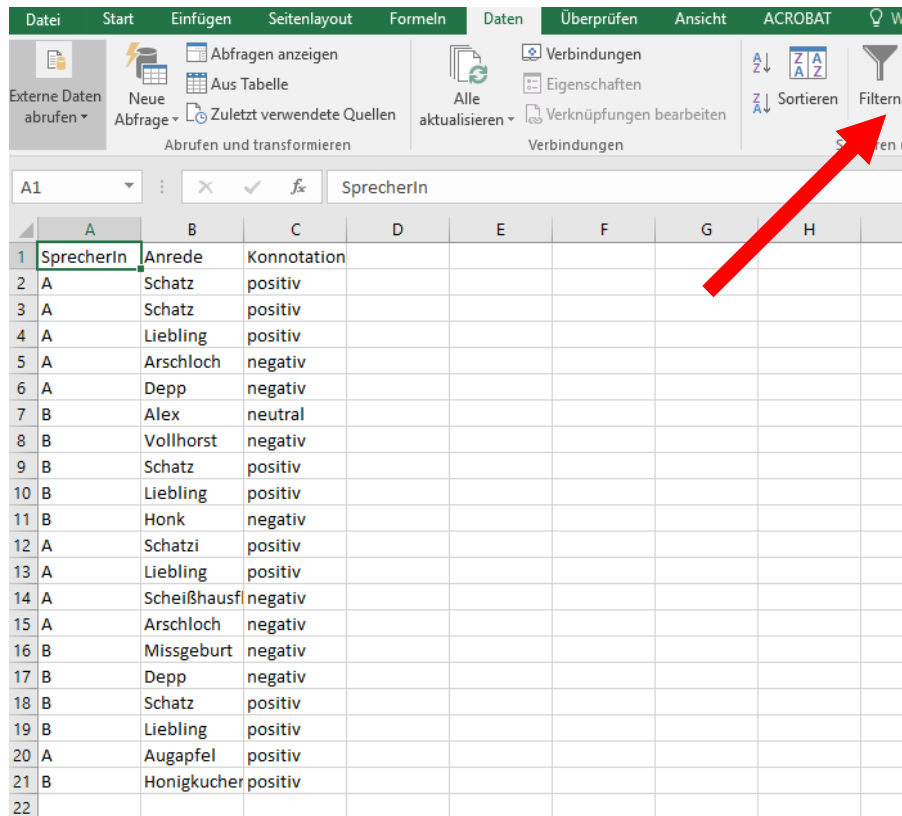 Datei Start Einfügen Seitenlayout Formeln Daten Überprüfen Ansicht ACROBAT W
Externe Daten abrufen
Neue Abfrage
Abfragen anzeigen
Aus Tabelle
Zuletzt verwendete Quellen
Abrufen und transformieren
Alle aktualisieren
Verbindungen
Eigenschaften
Verknüpfungen bearbeiten
Verbindungen
Sortieren
Filtern
A1 fx SprecherIn
A B C D E F G H
1 SprecherIn Anrede Konnotation
2 A Schatz positiv
3 A Schatz positiv
4 A Liebling positiv
5 A Arschloch negativ
6 A Depp negativ
7 B Alex neutral
8 B Vollhorst negativ
9 B Schatz positiv
10 B Liebling positiv
11 B Honk negativ
12 A Schatzi positiv
13 A Liebling positiv
14 A Scheißhausfl negativ
15 A Arschloch negativ
16 B Missgeburt negativ
17 B Depp negativ
18 B Schatz positiv
19 B Liebling positiv
20 A Augapfel positiv
21 B Honigkucher positiv
22